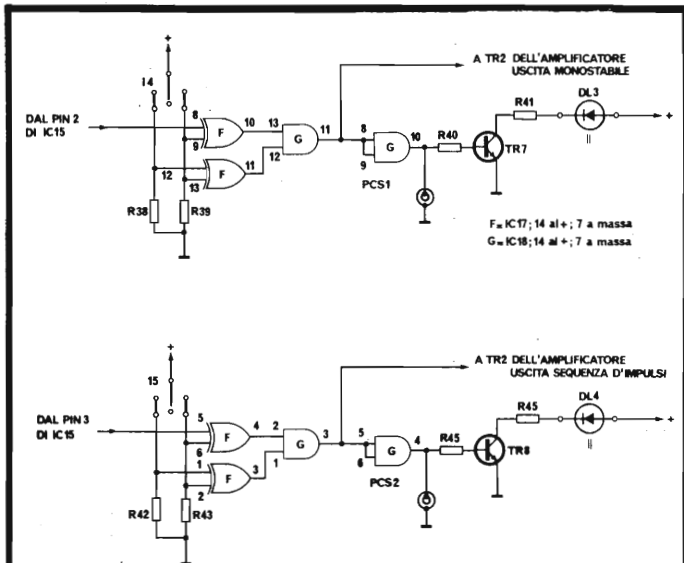 A TR2 DELL'AMPLIFICATORE
USCITA MONOSTABILE
+
14
DAL PIN 2
DI IC15
8
9
F
10
13
12
G
11
12
13
F
11
R38
R39
8
9
G
10
PCS1
R40
TR7
R41
DL3
+
F=IC17; 14 al+; 7 a massa
G=IC18; 14 al+; 7 a massa
A TR2 DELL'AMPLIFICATORE
USCITA SEQUENZA D'IMPULSI
+
15
DAL PIN 3
DI IC15
5
6
F
4
2
1
G
3
1
2
F
3
R42
R43
5
6
G
4
PCS2
R45
TR8
R45
DL4
+